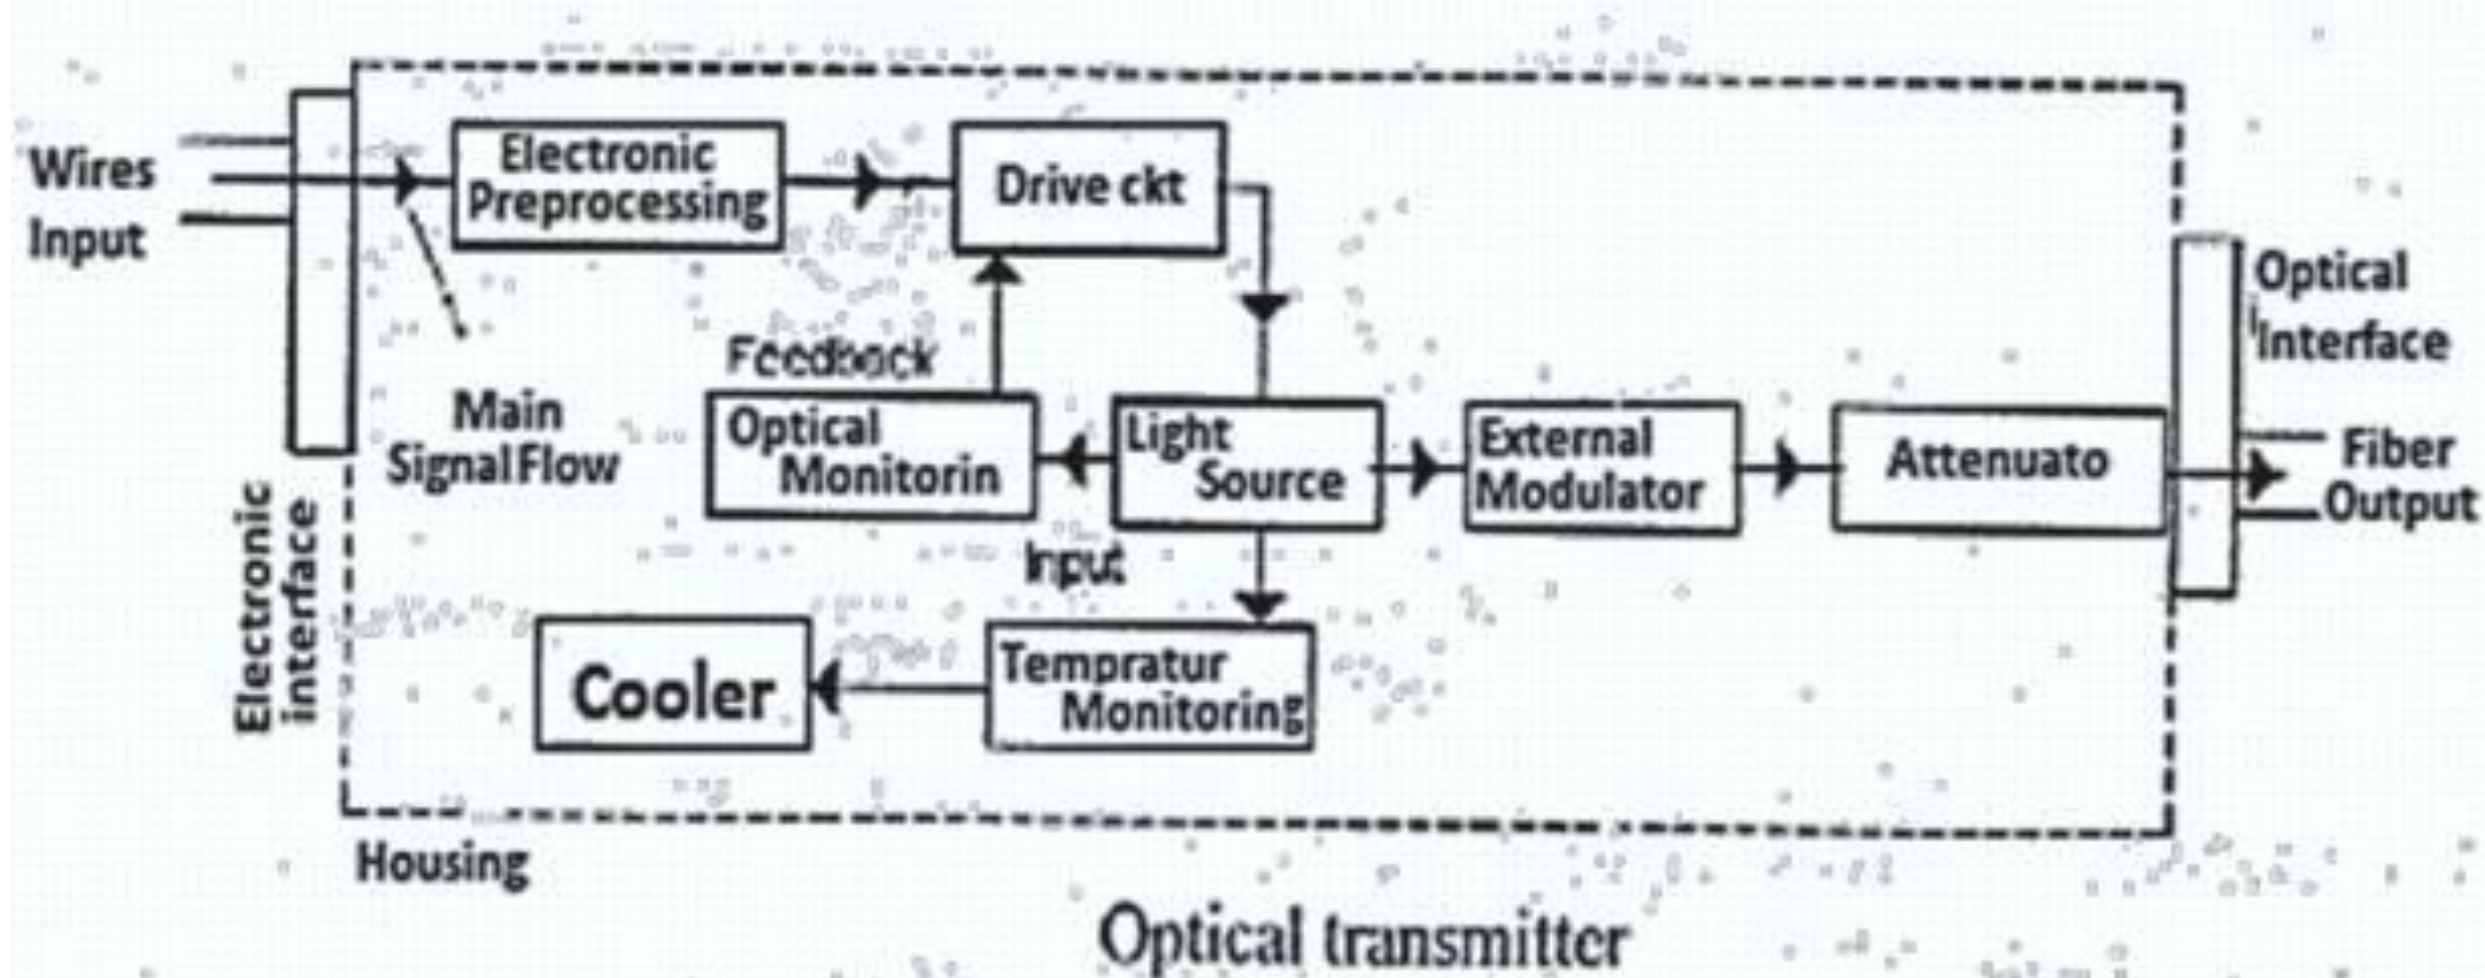 Wires
Input
Electronic
Preprocessing
Drive ckt
Optical
Interface
Feedback
Main
Signal Flow
Optical
Monitorin
Light
Source
External
Modulator
Attenuato
Fiber
Output
Electronic
interface
Input
Cooler
Tempratur
Monitoring
Housing
Optical transmitter